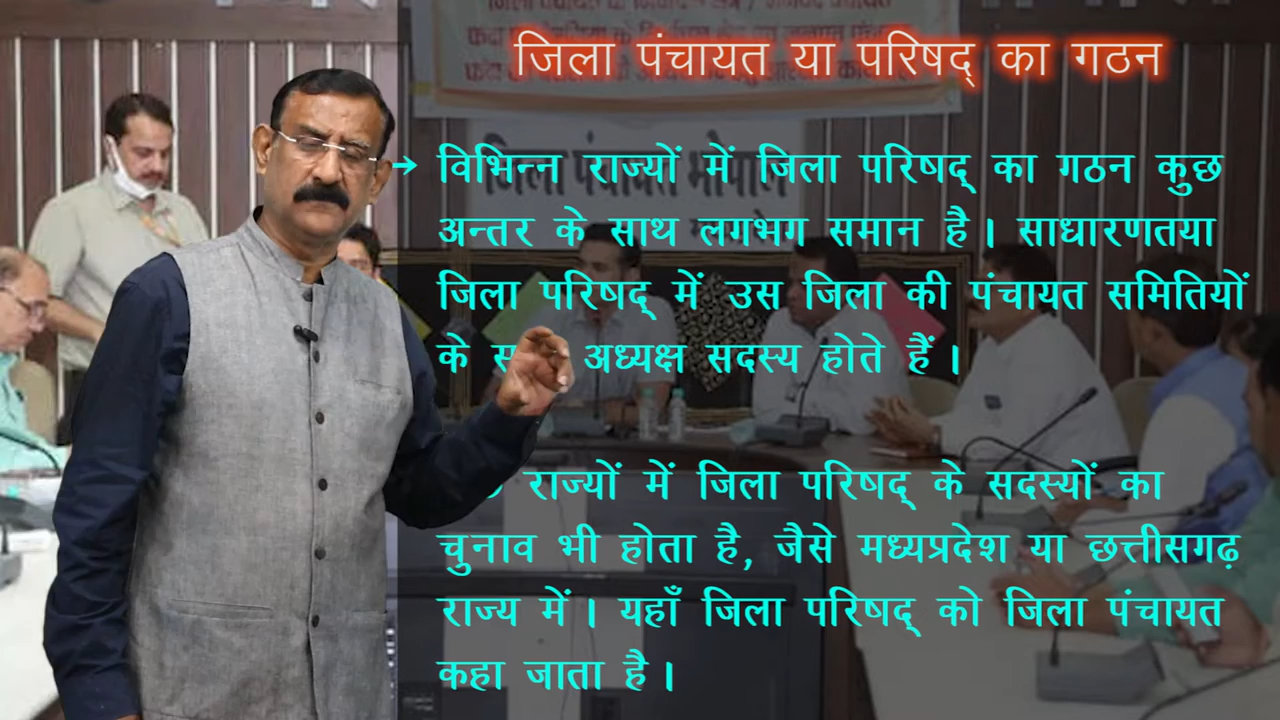 जिला पंचायत या परिषद् का गठन
→ विभिन्न राज्यों में जिला परिषद् का गठन कुछ
अन्तर के साथ लगभग समान है। साधारणतया
जिला परिषद् में उस जिला की पंचायत समितियों
के अध्यक्ष सदस्य होते हैं।
राज्यों में जिला परिषद् के सदस्यों का
चुनाव भी होता है, जैसे मध्यप्रदेश या छत्तीसगढ़
राज्य में। यहाँ जिला परिषद् को जिला पंचायत
कहा जाता है।
जिला पंचायत भोपाल